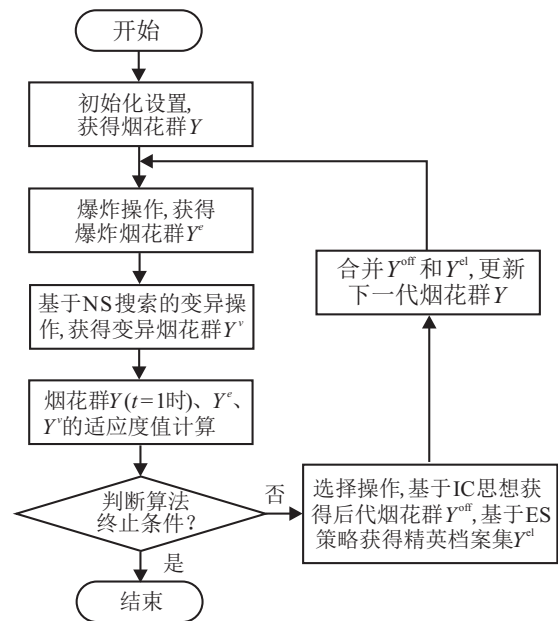 开始
初始化设置,
获得烟花群Y
爆炸操作,获得
爆炸烟花群Yᵉ
基于NS搜索的变异操
作,获得变异烟花群Yᵛ
烟花群Y(t=1时)、Yᵉ、
Yᵛ的适应度值计算
判断算法
终止条件?
否
是
结束
选择操作,基于IC思想获
得后代烟花群Y^off,基于ES
策略获得精英档案集Y^el
合并Y^off和Y^el,更新
下一代烟花群Y